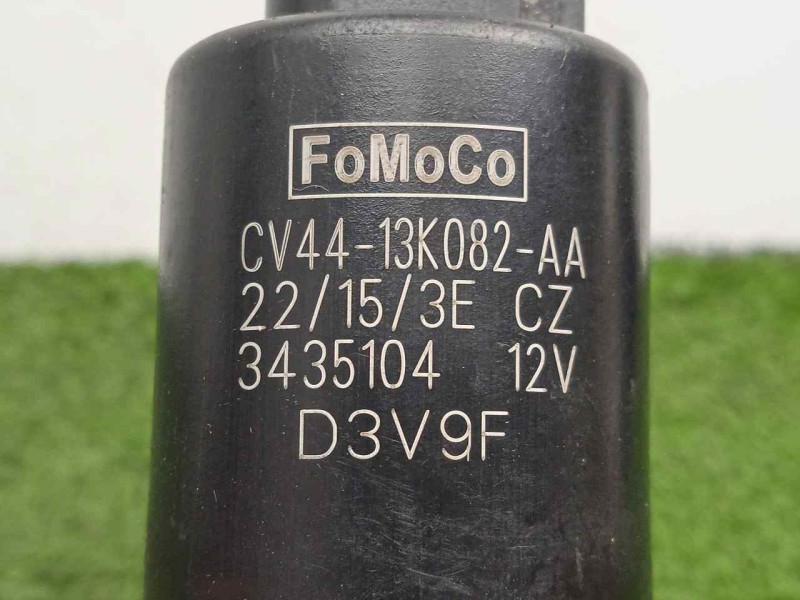 FoMoCo
CV44-13K082-AA
22/15/3E CZ
3435104 12V
D3V9F